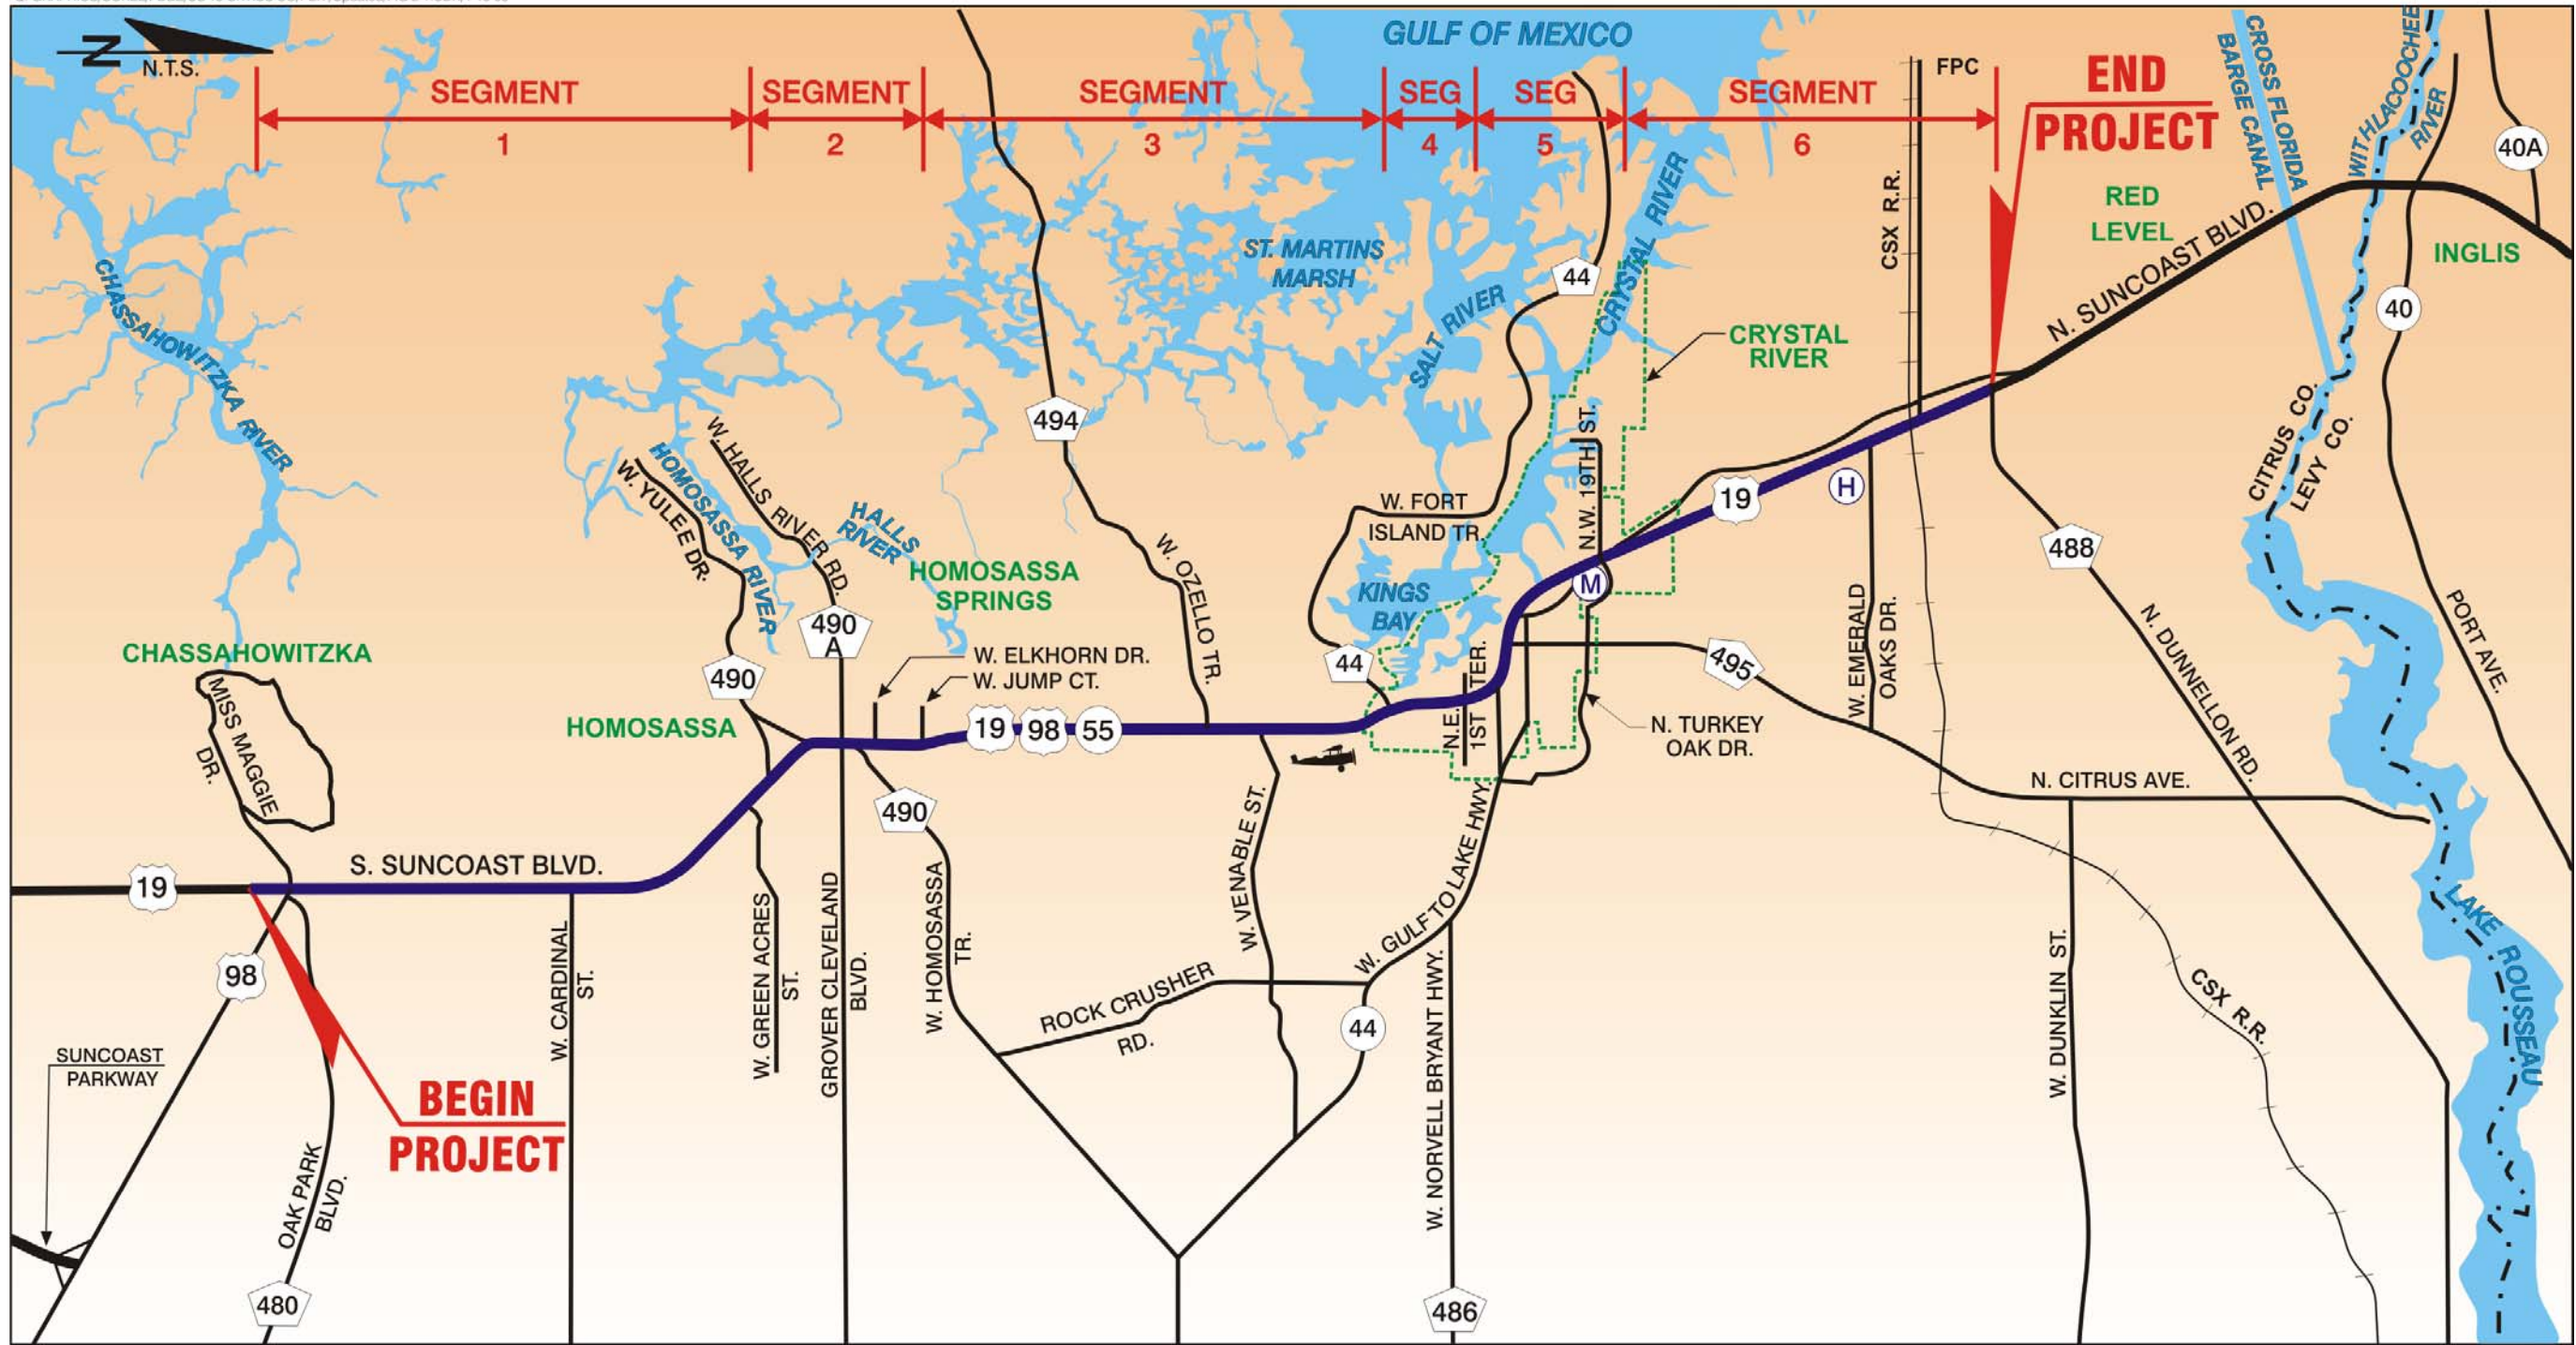 N
N.T.S.
GULF OF MEXICO
SEGMENT
1
SEGMENT
2
SEGMENT
3
SEG
4
SEG
5
SEGMENT
6
FPC
CSX R.R.
END
PROJECT
CROSS FLORIDA
BARGE CANAL
WITHLACOOCHEE
RIVER
40A
RED
LEVEL
N. SUNCOAST BLVD.
INGLIS
40
CHASSAHOWITZKA RIVER
ST. MARTINS
MARSH
SALT RIVER
44
CRYSTAL RIVER
CRYSTAL
RIVER
494
W. HALLS RIVER RD.
HOMOSASSA RIVER
W. YULE DR.
HALLS
RIVER
HOMOSASSA
SPRINGS
W. OZELLO TR.
W. FORT
ISLAND TR.
N.W. 19TH ST.
19
H
M
KINGS
BAY
44
CITRUS CO.
LEVY CO.
488
N. DUNNELLON RD.
PORT AVE.
W. EMERALD
OAKS DR.
495
CHASSAHOWITZKA
MISS MAGGIE
DR.
490
A
490
W. ELKHORN DR.
W. JUMP CT.
HOMOSASSA
19
98
55
N.E.
1ST TER.
N. TURKEY
OAK DR.
N. CITRUS AVE.
490
S. SUNCOAST BLVD.
19
98
SUNCOAST
PARKWAY
BEGIN
PROJECT
OAK PARK
BLVD.
480
W. CARDINAL
ST.
W. GREEN ACRES
ST.
GROVER CLEVELAND
BLVD.
W. HOMOSASSA
TR.
ROCK CRUSHER
RD.
W. VENABLE ST.
W. GULF TO LAKE HWY.
44
W. NORVELL BRYANT HWY.
486
W. DUNKLIN ST.
CSX R.R.
LAKE ROUSSEAU